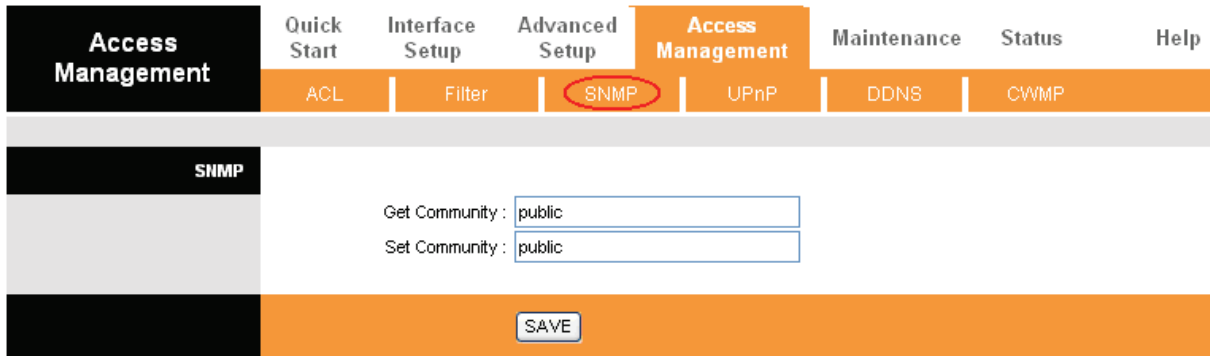 Access Management
Quick Start
Interface Setup
Advanced Setup
Access Management
Maintenance
Status
Help
ACL
Filter
SNMP
UPnP
DDNS
CWMP
SNMP
Get Community : public
Set Community : public
SAVE